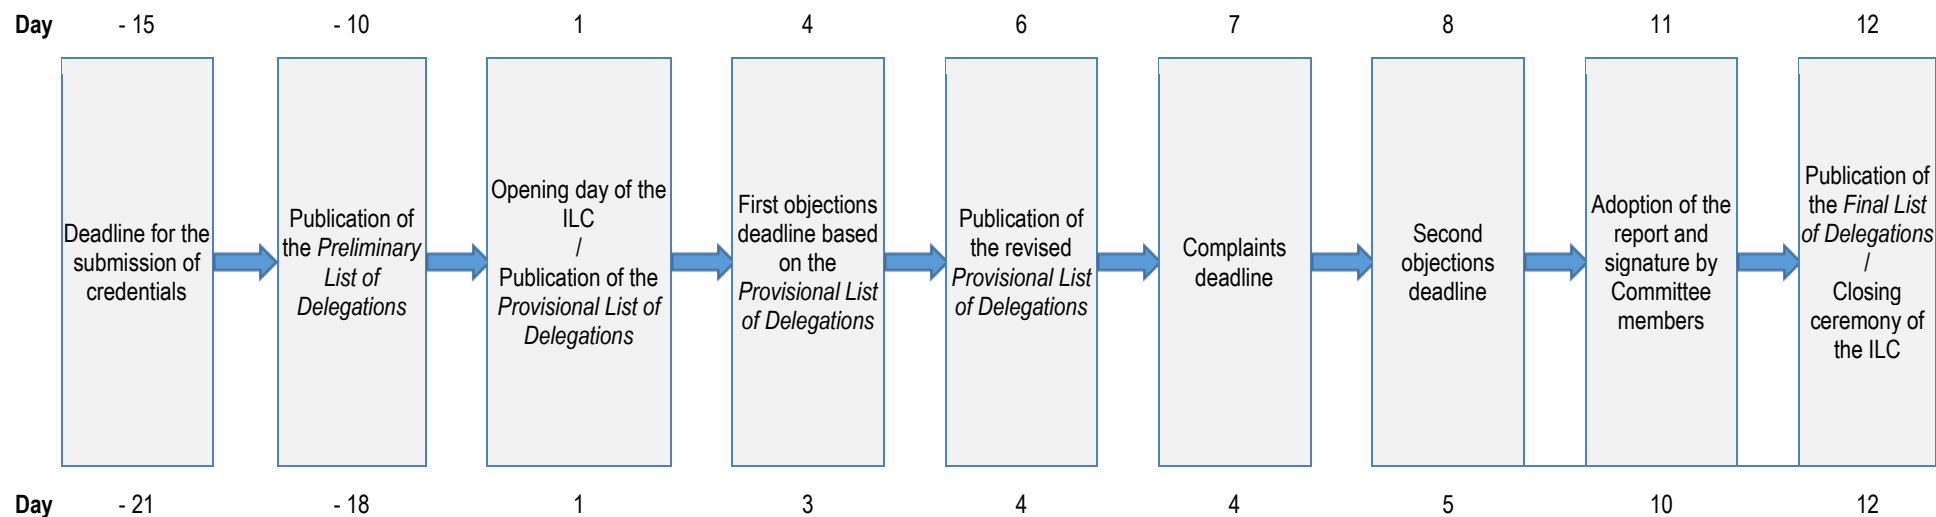 Day - 15 - 10 1 4 6 7 8 11 12
Deadline for the
submission of
credentials
Publication of
the Preliminary
List of
Delegations
Opening day of the
ILC
/
Publication of the
Provisional List of
Delegations
First objections
deadline based
on the
Provisional List
of Delegations
Publication of
the revised
Provisional List
of Delegations
Complaints
deadline
Second
objections
deadline
Adoption of the
report and
signature by
Committee
members
Publication of
the Final List
of Delegations
/
Closing
ceremony of
the ILC
Day - 21 - 18 1 3 4 4 5 10 12